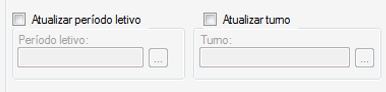 Atualizar período letivo
Atualizar turno
Período letivo:
Turno:
...
...